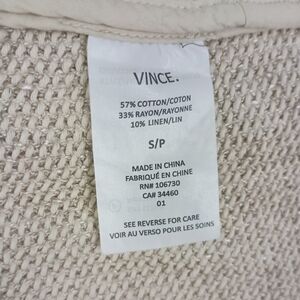 VINCE.
57% COTTON/COTON
33% RAYON/RAYONNE
10% LINEN/LIN
S/P
MADE IN CHINA
FABRIQUÉ EN CHINE
RN# 106730
CA# 34460
01
SEE REVERSE FOR CARE
VOIR AU VERSO POUR LES SOINS